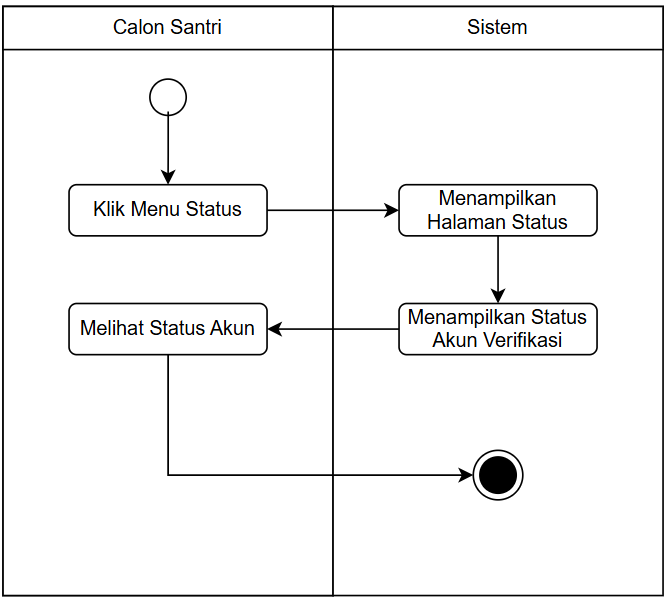 Calon Santri
Sistem
Klik Menu Status
Menampilkan
Halaman Status
Menampilkan Status
Akun Verifikasi
Melihat Status Akun